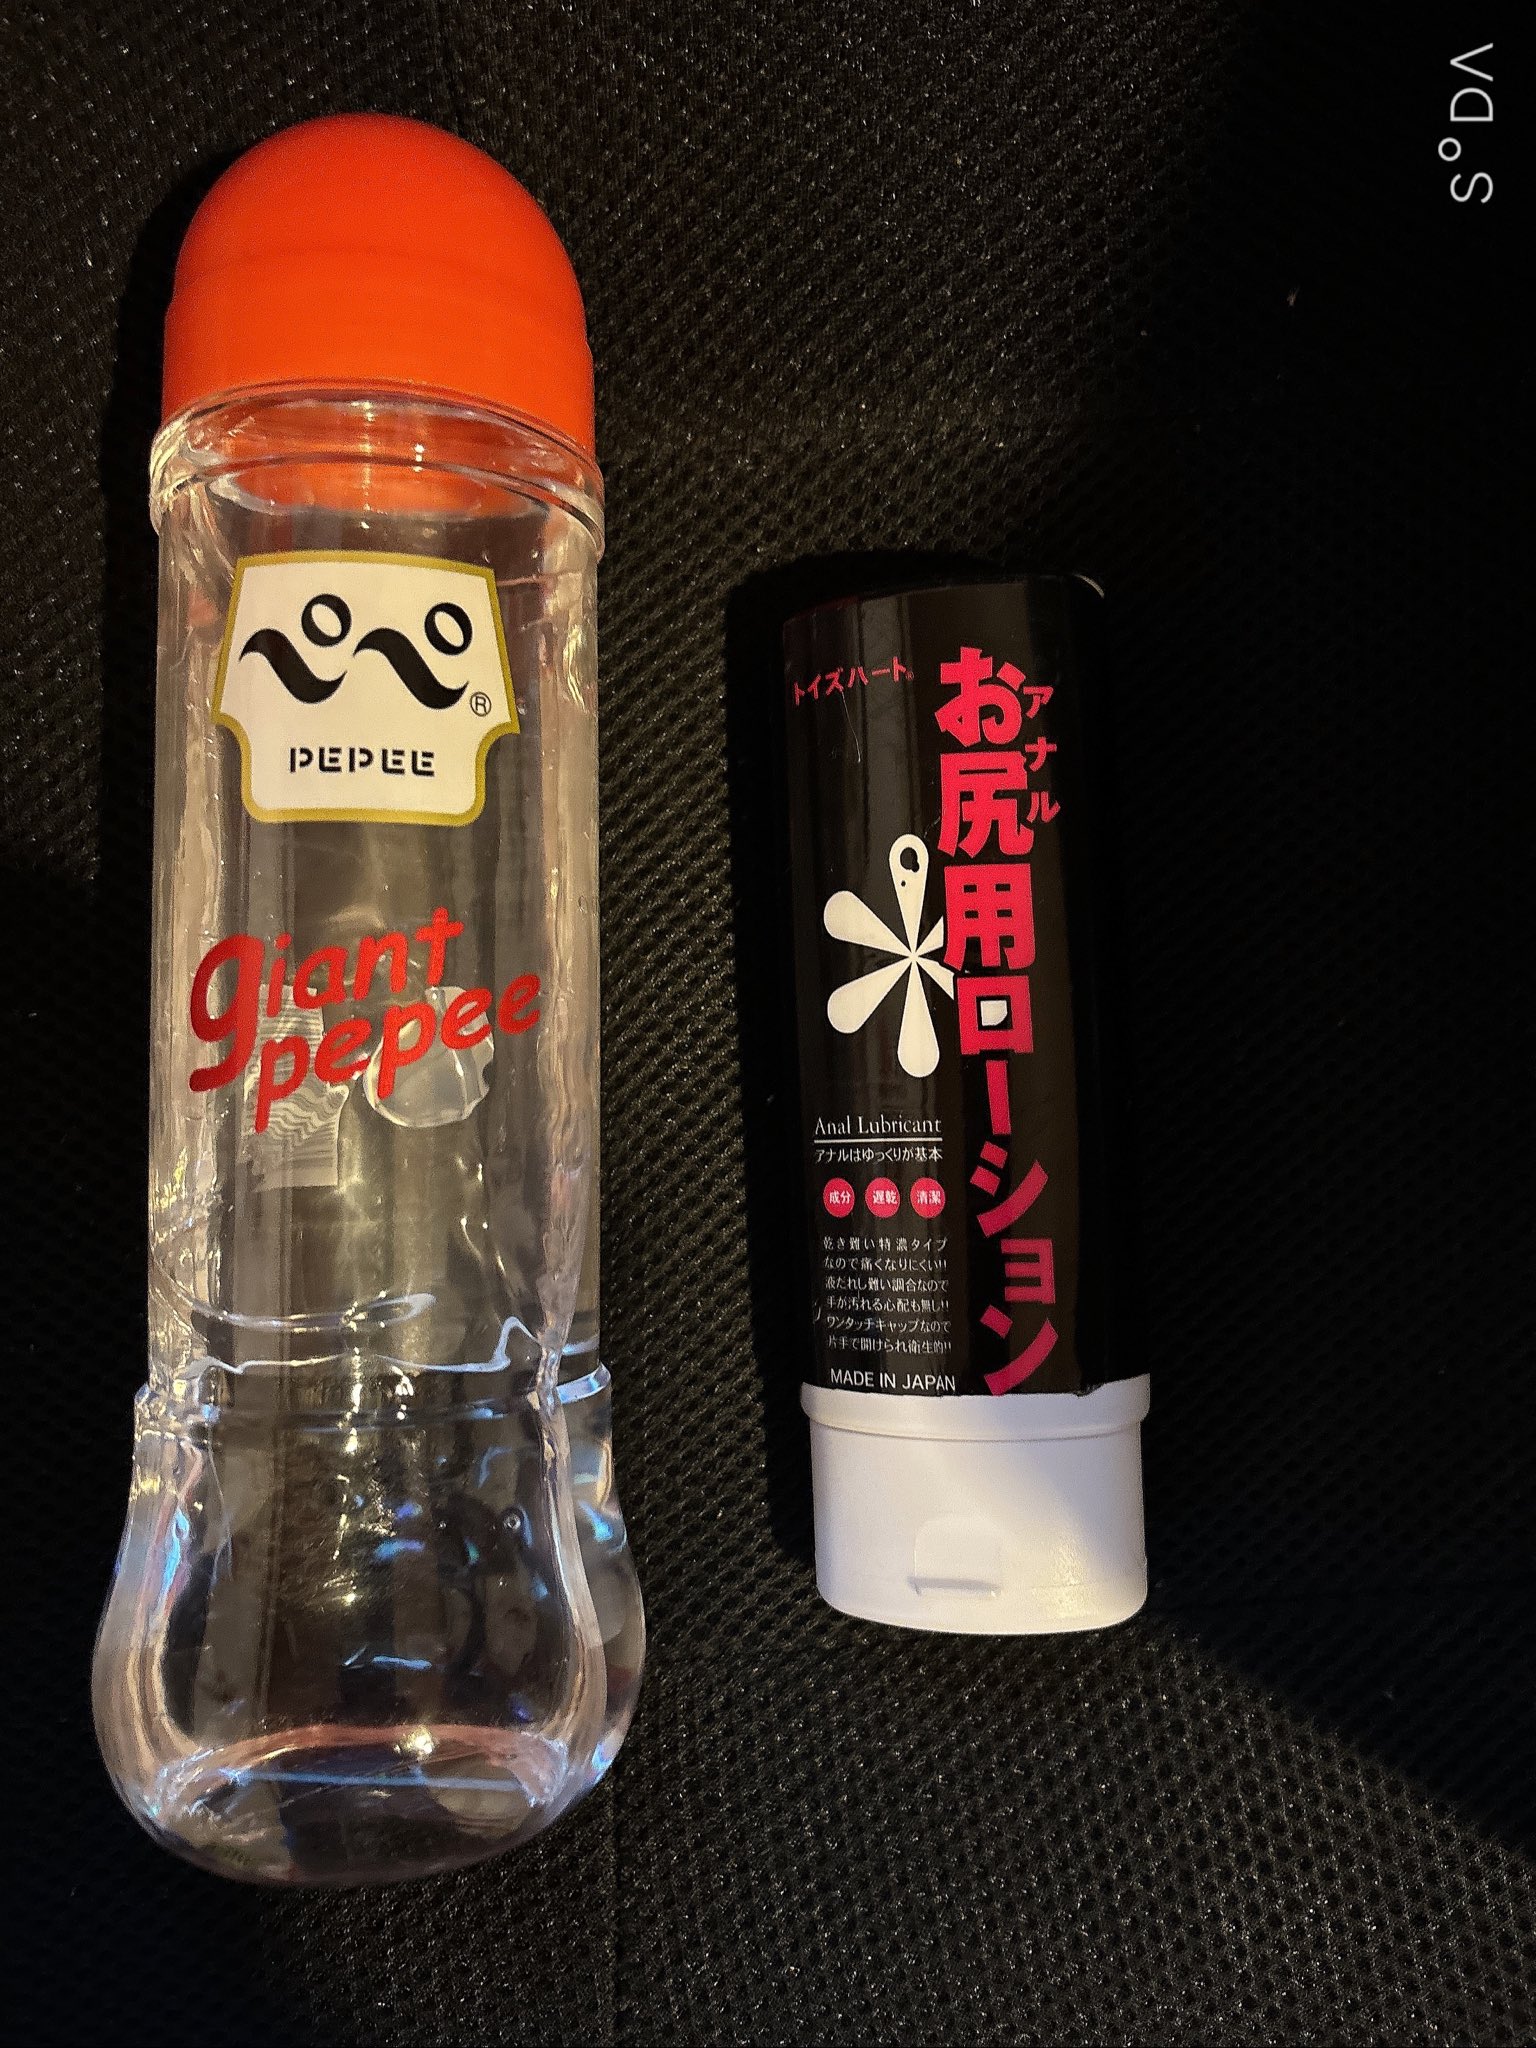 SODA
ペペ®
PEPEE
giant
pepee
トイズハート®
お尻用ローション
アナル
Anal Lubricant
アナルはゆっくりが基本
成分 遅乾 清潔
乾き難い特濃タイプ
なので痛くなりにくい!!
液だれし難い調合なので
手が汚れる心配も無し!!
ワンタッチキャップなので
片手で開けられ衛生的!!
MADE IN JAPAN